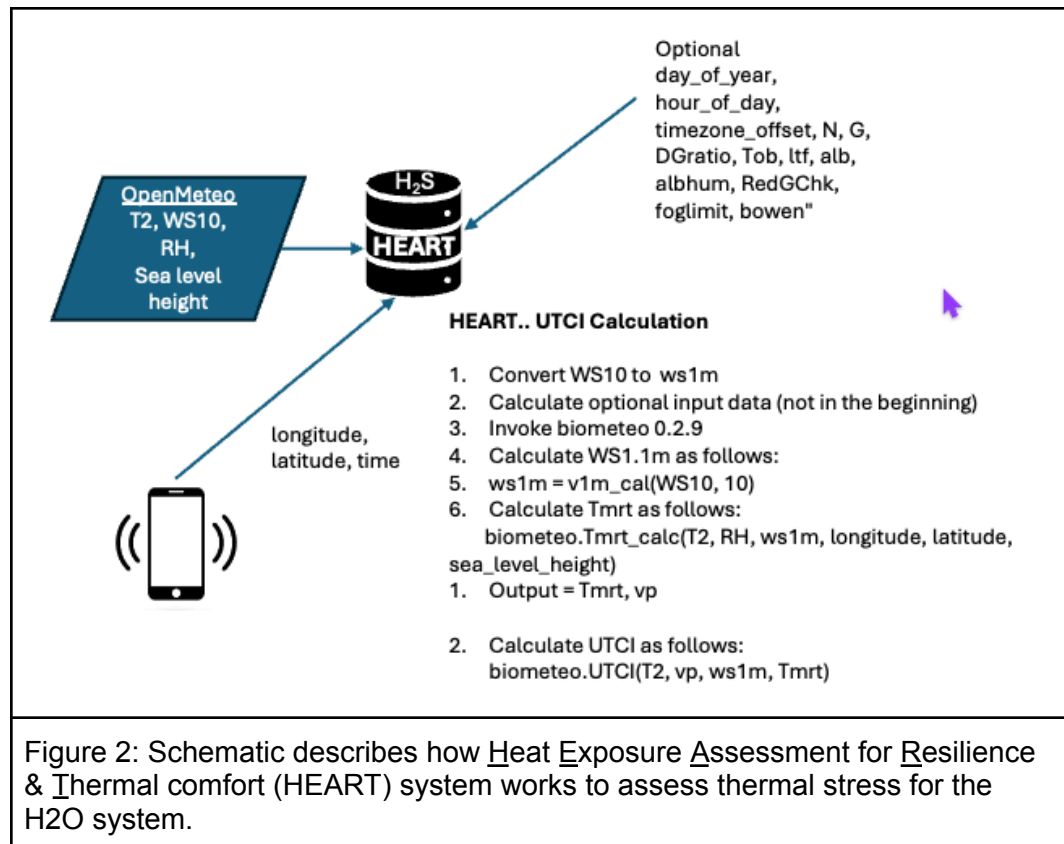 Optional
day_of_year,
hour_of_day,
timezone_offset, N, G,
DGratio, Tob, ltf, alb,
albhum, RedGChk,
foglimit, bowen"
OpenMeteo
T2, WS10,
RH,
Sea level
height
H2S
HEART
longitude,
latitude, time
HEART.. UTCI Calculation
1. Convert WS10 to ws1m
2. Calculate optional input data (not in the beginning)
3. Invoke biometeo 0.2.9
4. Calculate WS1.1m as follows:
5. ws1m = v1m_cal(WS10, 10)
6. Calculate Tmrt as follows:
biometeo.Tmrt_calc(T2, RH, ws1m, longitude, latitude,
sea_level_height)
1. Output = Tmrt, vp
2. Calculate UTCI as follows:
biometeo.UTCI(T2, vp, ws1m, Tmrt)
Figure 2: Schematic describes how Heat Exposure Assessment for Resilience
& Thermal comfort (HEART) system works to assess thermal stress for the
H2O system.